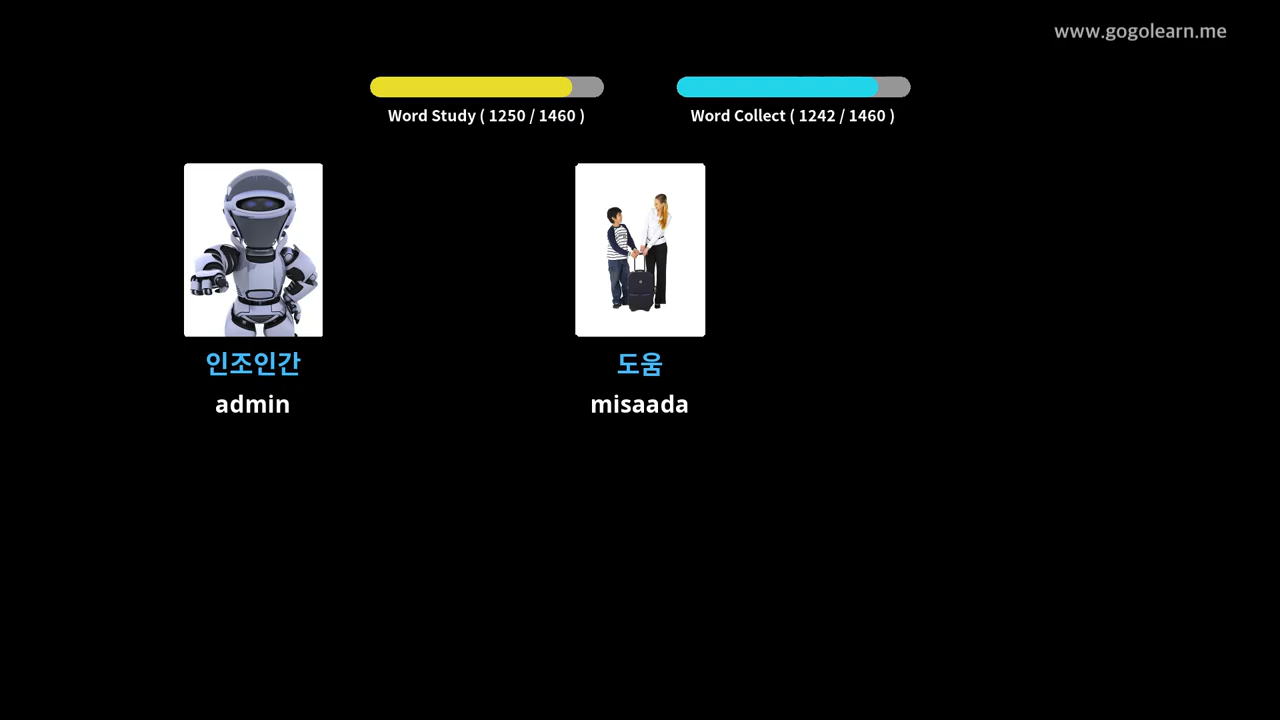 www.gogolearn.me
Word Study ( 1250 / 1460 )
Word Collect ( 1242 / 1460 )
인조인간
admin
도움
misaada